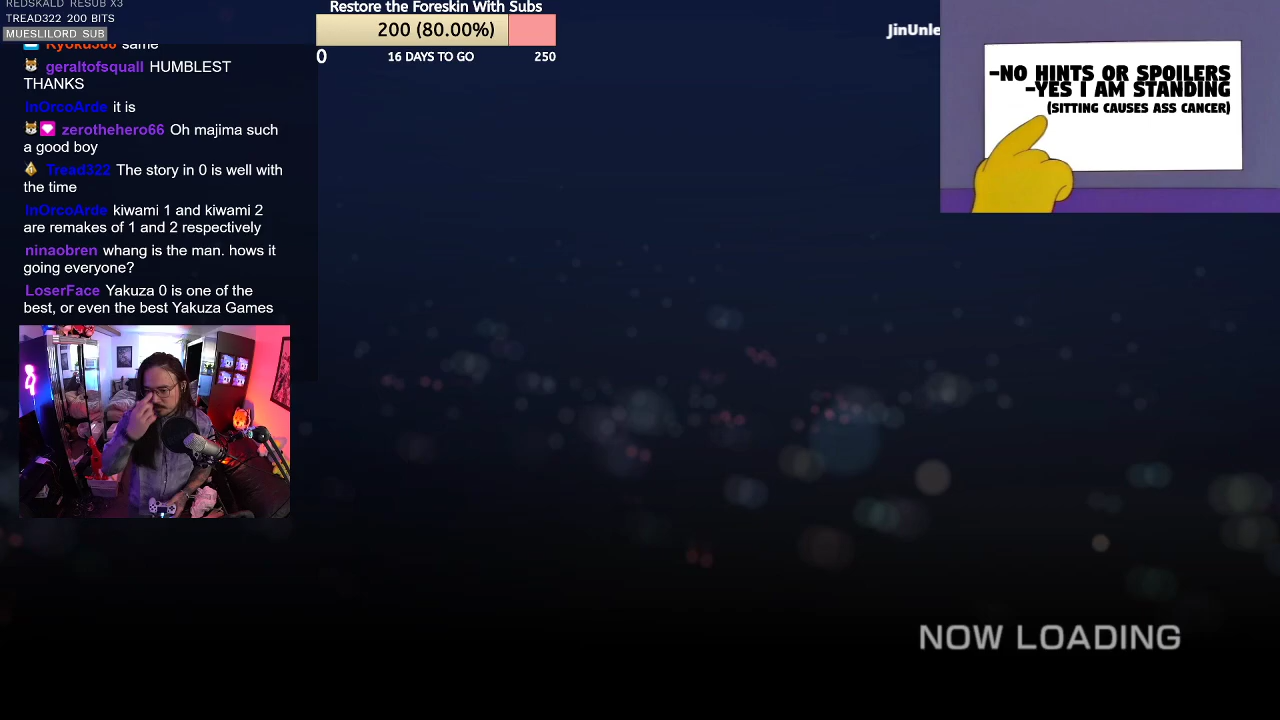 REDSKALD RESUB X3
TREAD322 200 BITS
MUESLILORD SUB
Kyoku566 same
geraltofsquall HUMBLEST
THANKS
InOrcoArde it is
zerothehero66 Oh majima such
a good boy
Tread322 The story in 0 is well with
the time
InOrcoArde kiwami 1 and kiwami 2
are remakes of 1 and 2 respectively
ninaobren whang is the man. hows it
going everyone?
LoserFace Yakuza 0 is one of the
best, or even the best Yakuza Games
Restore the Foreskin With Subs
200 (80.00%)
0 16 DAYS TO GO 250
JinUnle
-NO HINTS OR SPOILERS
-YES I AM STANDING
(SITTING CAUSES ASS CANCER)
NOW LOADING